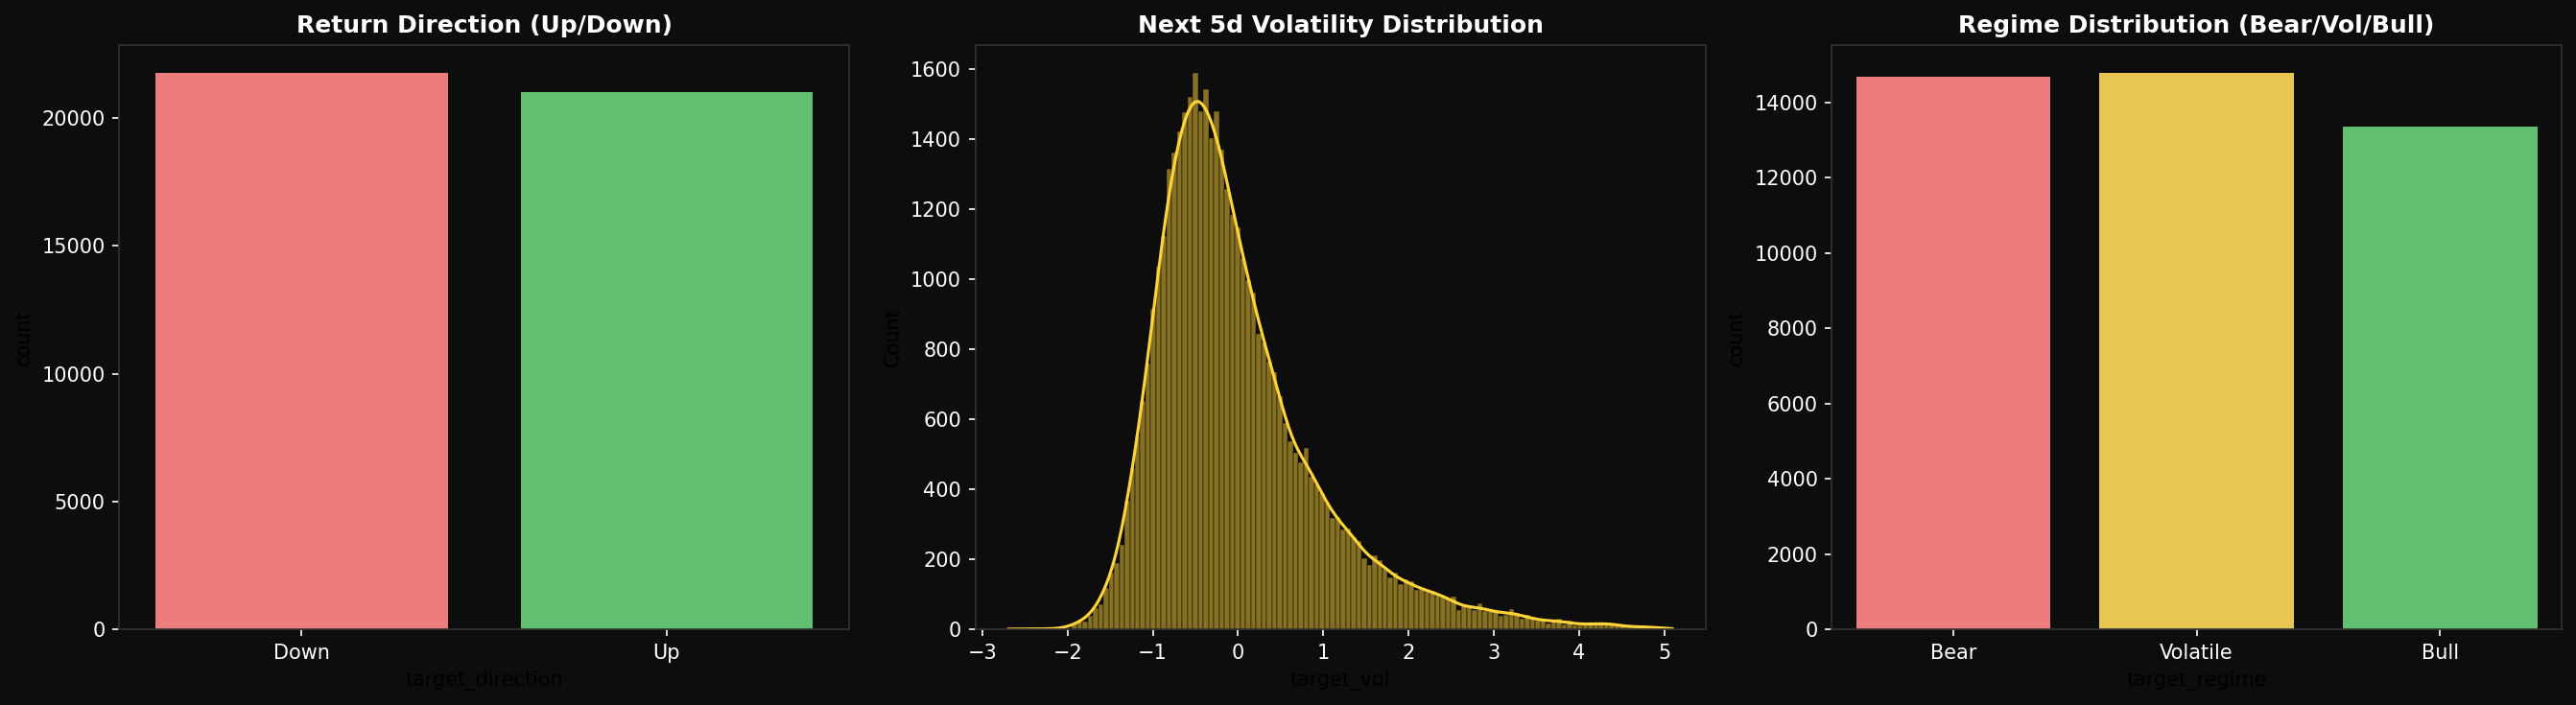 Return Direction (Up/Down)
count
20000
15000
10000
5000
0
Down
Up
target_direction
Next 5d Volatility Distribution
Count
1600
1400
1200
1000
800
600
400
200
0
−3
−2
−1
0
1
2
3
4
5
target_vol
Regime Distribution (Bear/Vol/Bull)
count
14000
12000
10000
8000
6000
4000
2000
0
Bear
Volatile
Bull
target_regime